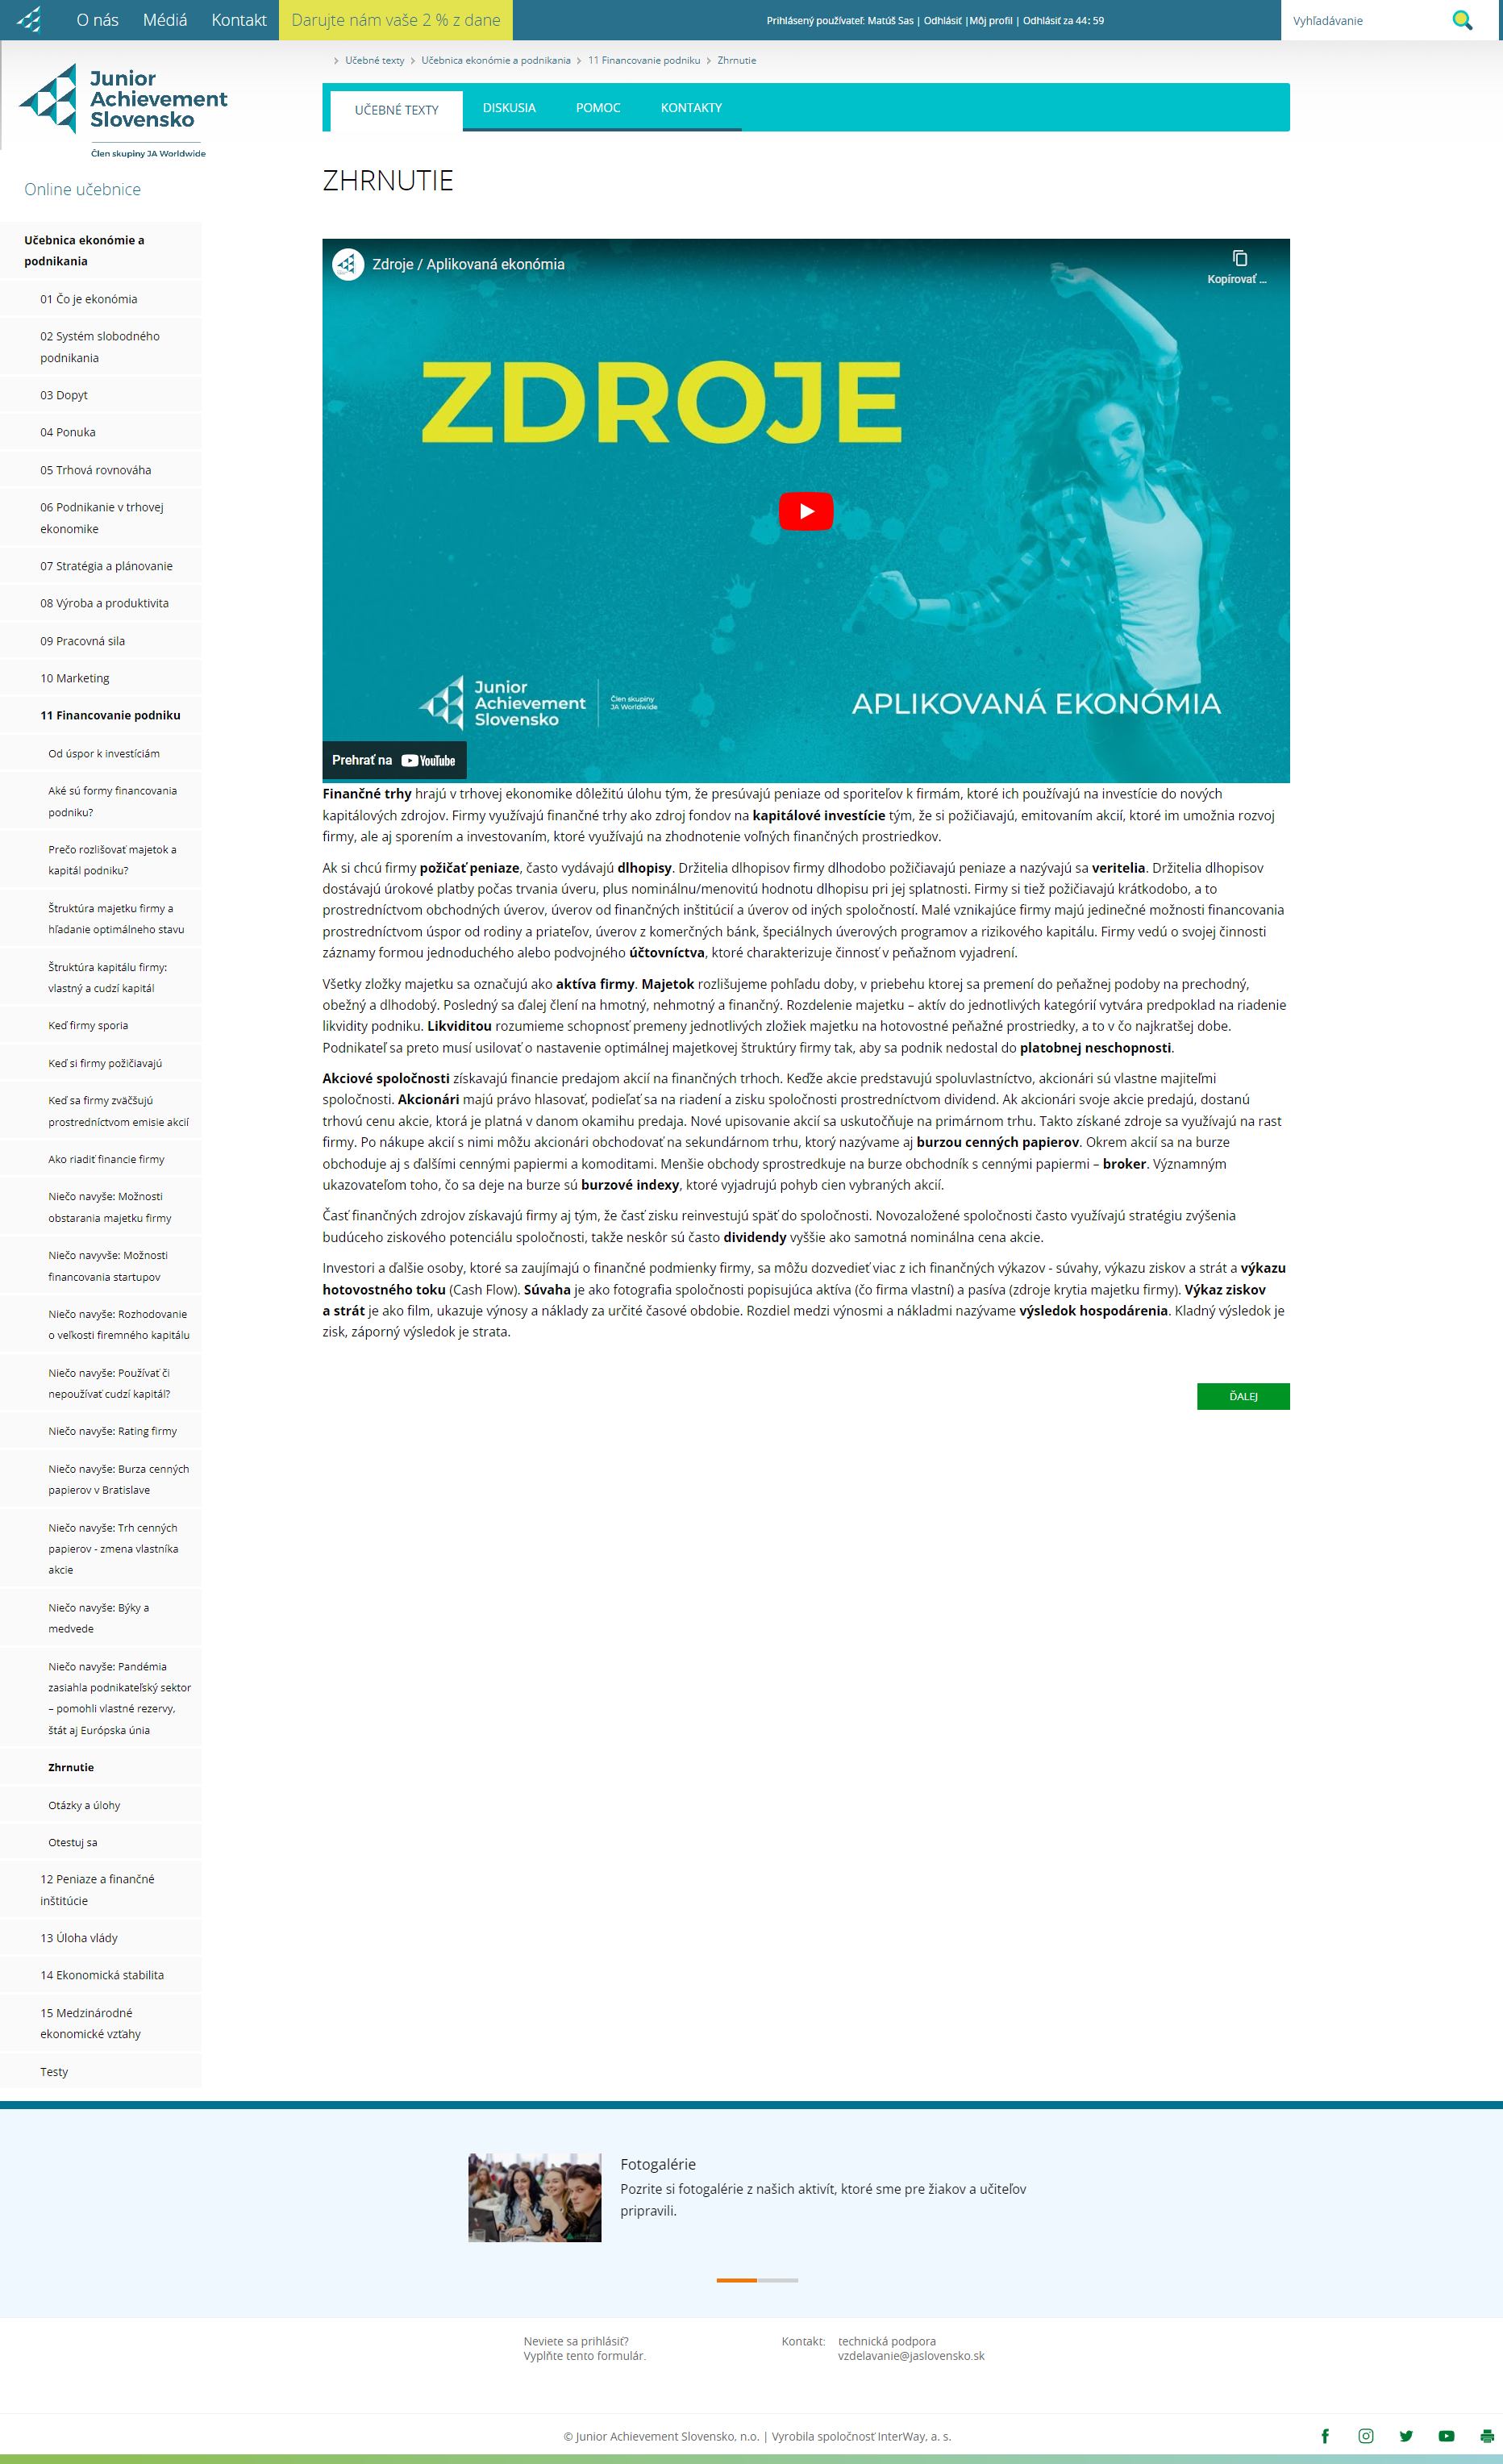 O nás Médiá Kontakt Darujte nám vaše 2 % z dane
Prihlásený používateľ: Matúš Sas | Odhlásiť |Môj profil | Odhlásiť za 44: 59
Vyhľadávanie
Junior
Achievement
Slovensko
Člen skupiny JA Worldwide
Učebné texty Učebnica ekonómie a podnikania 11 Financovanie podniku Zhrnutie
UČEBNÉ TEXTY DISKUSIA POMOC KONTAKTY
Online učebnice
Učebnica ekonómie a
podnikania
01 Čo je ekonómia
02 Systém slobodného
podnikania
03 Dopyt
04 Ponuka
05 Trhová rovnováha
06 Podnikanie v trhovej
ekonomike
07 Stratégia a plánovanie
08 Výroba a produktivita
09 Pracovná sila
10 Marketing
11 Financovanie podniku
Od úspor k investíciám
Aké sú formy financovania
podniku?
Prečo rozlišovať majetok a
kapitál podniku?
Štruktúra majetku firmy a
hľadanie optimálneho stavu
Štruktúra kapitálu firmy:
vlastný a cudzí kapitál
Keď firmy sporia
Keď si firmy požičiavajú
Keď sa firmy zväčšujú
prostredníctvom emisie akcií
Ako riadiť financie firmy
Niečo navyše: Možnosti
obstarania majetku firmy
Niečo navyvše: Možnosti
financovania startupov
Niečo navyše: Rozhodovanie
o veľkosti firemného kapitálu
Niečo navyše: Používať či
nepoužívať cudzí kapitál?
Niečo navyše: Rating firmy
Niečo navyše: Burza cenných
papierov v Bratislave
Niečo navyše: Trh cenných
papierov - zmena vlastníka
akcie
Niečo navyše: Býky a
medvede
Niečo navyše: Pandémia
zasiahla podnikateľský sektor
– pomohli vlastné rezervy,
štát aj Európska únia
Zhrnutie
Otázky a úlohy
Otestuj sa
12 Peniaze a finančné
inštitúcie
13 Úloha vlády
14 Ekonomická stabilita
15 Medzinárodné
ekonomické vzťahy
Testy
ZHRNUTIE
Zdroje / Aplikovaná ekonómia
Kopírovať ...
ZDROJE
Junior
Achievement
Slovensko
Člen skupiny
JA Worldwide
APLIKOVANÁ EKONÓMIA
Prehrať na YouTube
Finančné trhy hrajú v trhovej ekonomike dôležitú úlohu tým, že presúvajú peniaze od sporiteľov k firmám, ktoré ich používajú na investície do nových
kapitálových zdrojov. Firmy využívajú finančné trhy ako zdroj fondov na kapitálové investície tým, že si požičiavajú, emitovaním akcií, ktoré im umožnia rozvoj
firmy, ale aj sporením a investovaním, ktoré využívajú na zhodnotenie voľných finančných prostriedkov.
Ak si chcú firmy požičať peniaze, často vydávajú dlhopisy. Držitelia dlhopisov firmy dlhodobo požičiavajú peniaze a nazývajú sa veritelia. Držitelia dlhopisov
dostávajú úrokové platby počas trvania úveru, plus nominálnu/menovitú hodnotu dlhopisu pri jej splatnosti. Firmy si tiež požičiavajú krátkodobo, a to
prostredníctvom obchodných úverov, úverov od finančných inštitúcií a úverov od iných spoločností. Malé vznikajúce firmy majú jedinečné možnosti financovania
prostredníctvom úspor od rodiny a priateľov, úverov z komerčných bánk, špeciálnych úverových programov a rizikového kapitálu. Firmy vedú o svojej činnosti
záznamy formou jednoduchého alebo podvojného účtovníctva, ktoré charakterizuje činnosť v peňažnom vyjadrení.
Všetky zložky majetku sa označujú ako aktíva firmy. Majetok rozlišujeme pohľadu doby, v priebehu ktorej sa premení do peňažnej podoby na prechodný,
obežný a dlhodobý. Posledný sa ďalej člení na hmotný, nehmotný a finančný. Rozdelenie majetku – aktív do jednotlivých kategórií vytvára predpoklad na riadenie
likvidity podniku. Likviditou rozumieme schopnosť premeny jednotlivých zložiek majetku na hotovostné peňažné prostriedky, a to v čo najkratšej dobe.
Podnikateľ sa preto musí usilovať o nastavenie optimálnej majetkovej štruktúry firmy tak, aby sa podnik nedostal do platobnej neschopnosti.
Akciové spoločnosti získavajú financie predajom akcií na finančných trhoch. Keďže akcie predstavujú spoluvlastníctvo, akcionári sú vlastne majiteľmi
spoločnosti. Akcionári majú právo hlasovať, podieľať sa na riadení a zisku spoločnosti prostredníctvom dividend. Ak akcionári svoje akcie predajú, dostanú
trhovú cenu akcie, ktorá je platná v danom okamihu predaja. Nové upisovanie akcií sa uskutočňuje na primárnom trhu. Takto získané zdroje sa využívajú na rast
firmy. Po nákupe akcií s nimi môžu akcionári obchodovať na sekundárnom trhu, ktorý nazývame aj burzou cenných papierov. Okrem akcií sa na burze
obchoduje aj s ďalšími cennými papiermi a komoditami. Menšie obchody sprostredkuje na burze obchodník s cennými papiermi – broker. Významným
ukazovateľom toho, čo sa deje na burze sú burzové indexy, ktoré vyjadrujú pohyb cien vybraných akcií.
Časť finančných zdrojov získavajú firmy aj tým, že časť zisku reinvestujú späť do spoločnosti. Novozaložené spoločnosti často využívajú stratégiu zvýšenia
budúceho ziskového potenciálu spoločnosti, takže neskôr sú často dividendy vyššie ako samotná nominálna cena akcie.
Investori a ďalšie osoby, ktoré sa zaujímajú o finančné podmienky firmy, sa môžu dozvedieť viac z ich finančných výkazov - súvahy, výkazu ziskov a strát a výkazu
hotovostného toku (Cash Flow). Súvaha je ako fotografia spoločnosti popisujúca aktíva (čo firma vlastní) a pasíva (zdroje krytia majetku firmy). Výkaz ziskov
a strát je ako film, ukazuje výnosy a náklady za určité časové obdobie. Rozdiel medzi výnosmi a nákladmi nazývame výsledok hospodárenia. Kladný výsledok je
zisk, záporný výsledok je strata.
ĎALEJ
Fotogalérie
Pozrite si fotogalérie z našich aktivít, ktoré sme pre žiakov a učiteľov
pripravili.
Neviete sa prihlásiť?
Vyplňte tento formulár.
Kontakt: technická podpora
vzdelavanie@jaslovensko.sk
© Junior Achievement Slovensko, n.o. | Vyrobila spoločnosť InterWay, a. s.